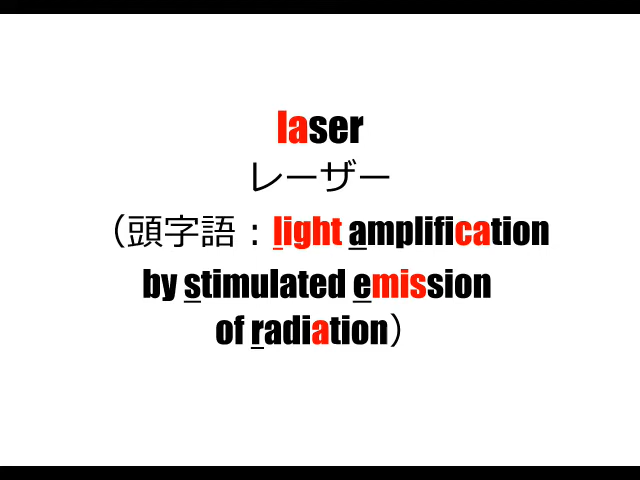 laser
レーザー
（頭字語：light amplification
by stimulated emission
of radiation）